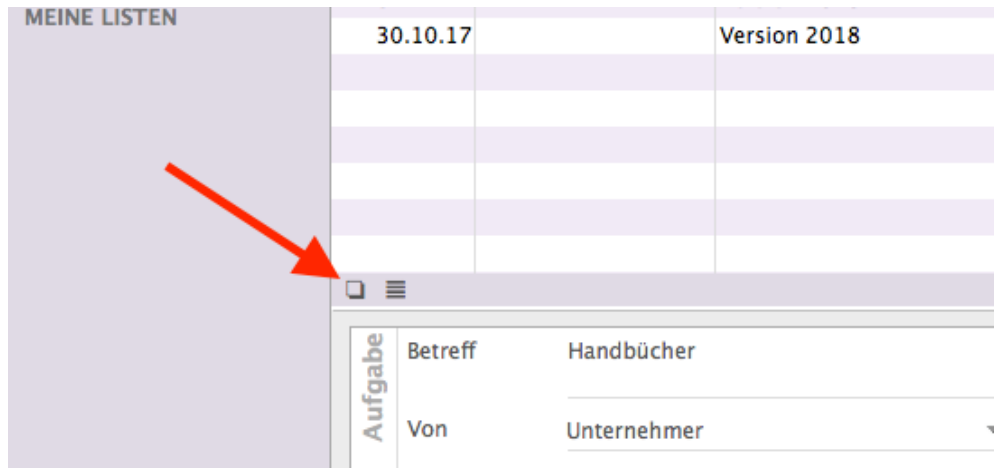 MEINE LISTEN
30.10.17 Version 2018
Aufgabe
Betreff Handbücher
Von Unternehmer